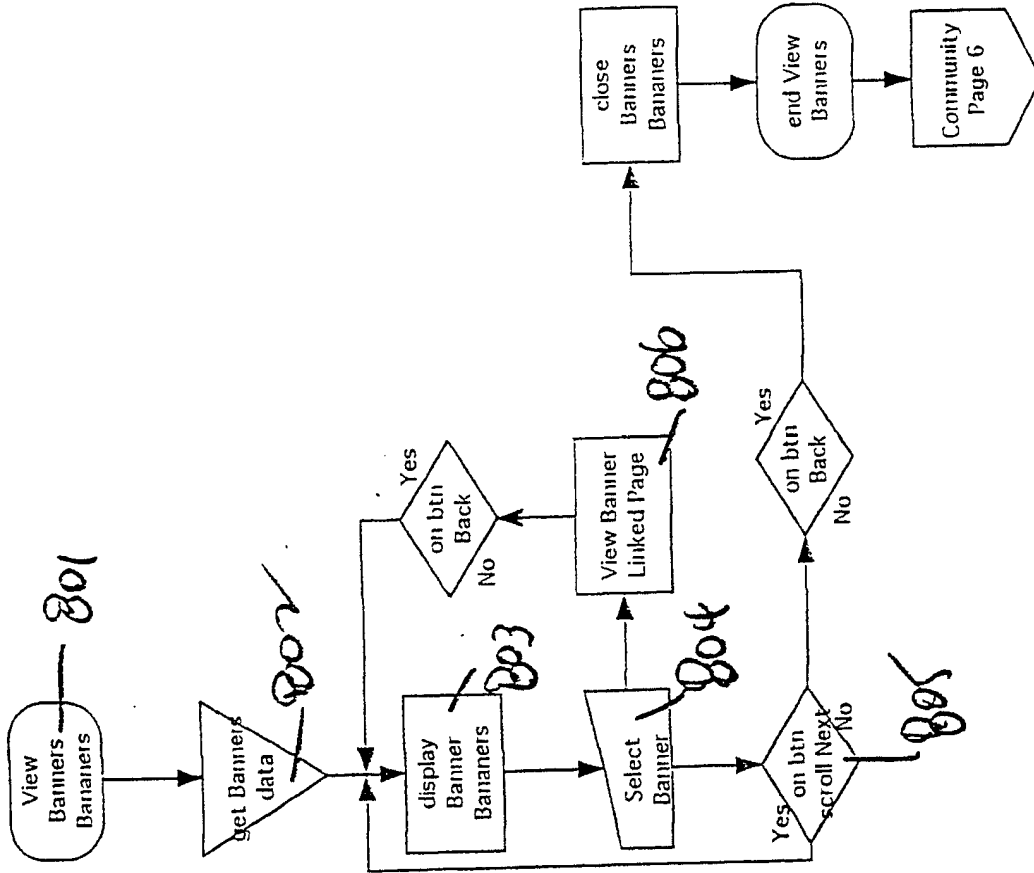 View
Banners
Bananers
801
get Banners
data
802
display
Banner
Bananers
803
Select
Banner
804
Yes
on btn
scroll Next
No
805
View Banner
Linked Page
806
Yes
on btn
Back
No
Yes
on btn
Back
No
close
Banners
Bananers
end View
Banners
Community
Page 6